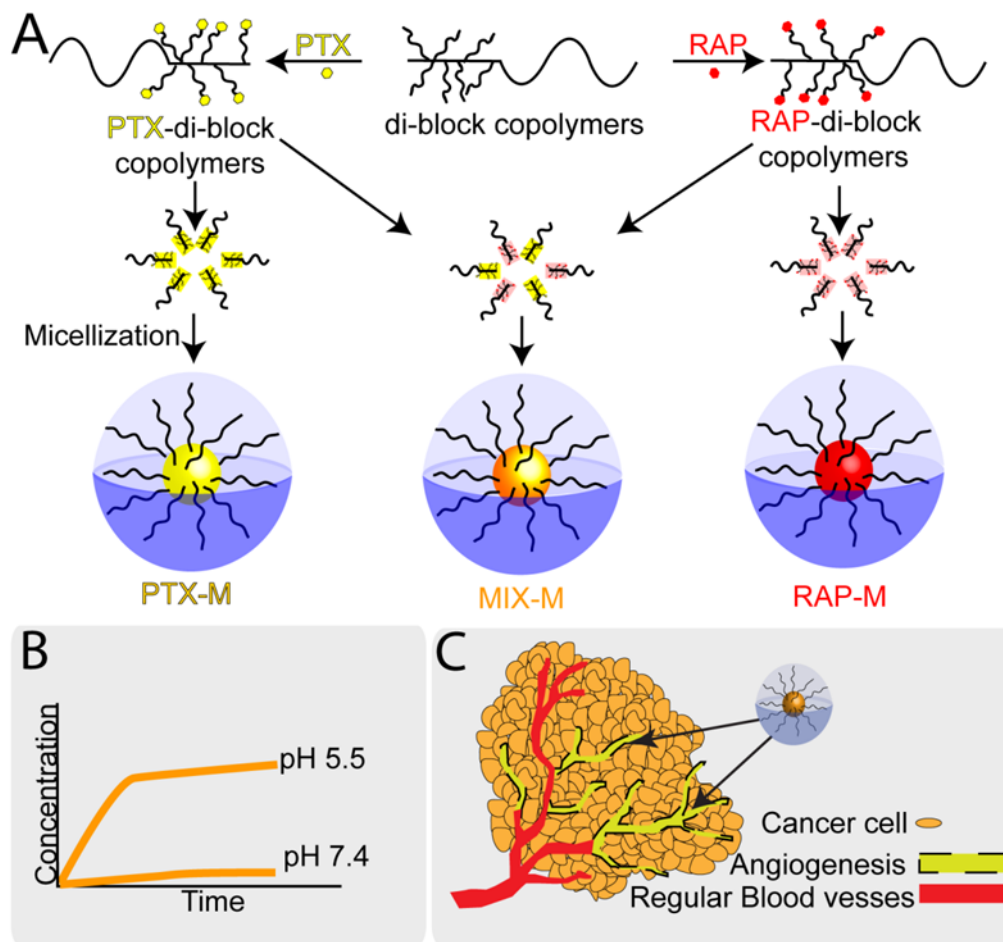 A
PTX
RAP
PTX-di-block
copolymers
di-block copolymers
RAP-di-block
copolymers
Micellization
PTX-M
MIX-M
RAP-M
B
Concentration
pH 5.5
pH 7.4
Time
C
Cancer cell
Angiogenesis
Regular Blood vesses